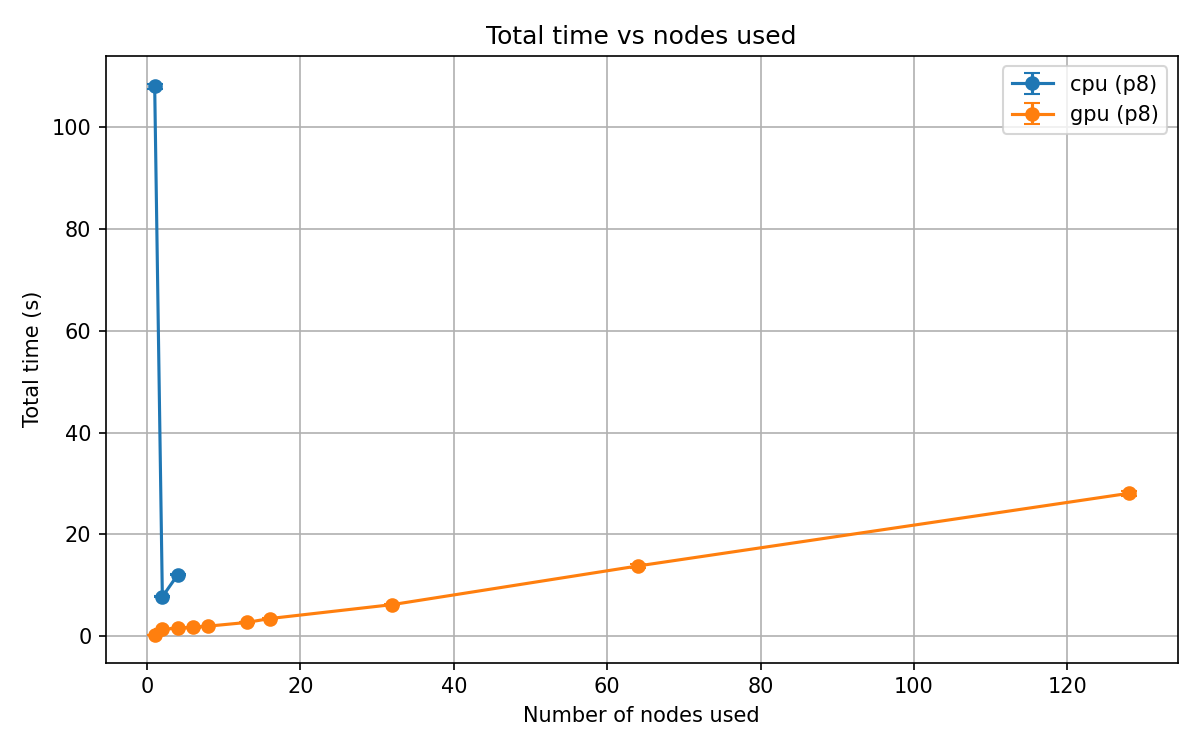 Total time vs nodes used
cpu (p8)
gpu (p8)
Total time (s)
100
80
60
40
20
0
0 20 40 60 80 100 120
Number of nodes used